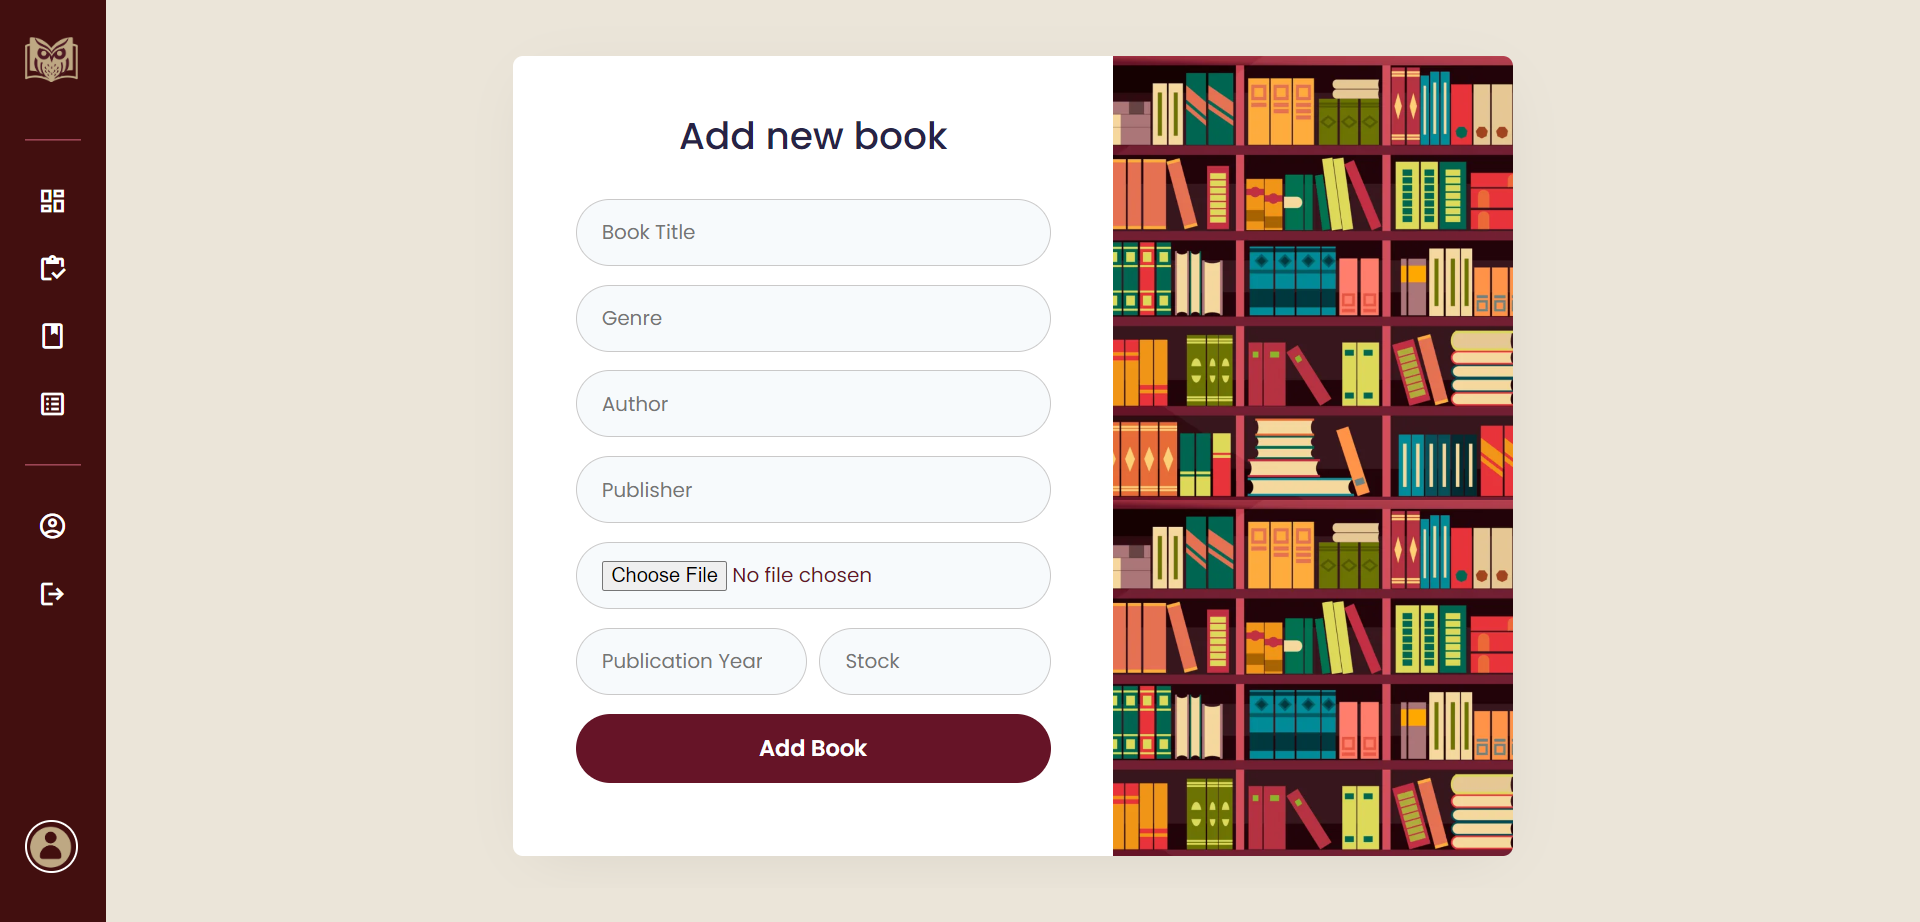 Add new book
Book Title
Genre
Author
Publisher
Choose File No file chosen
Publication Year Stock
Add Book